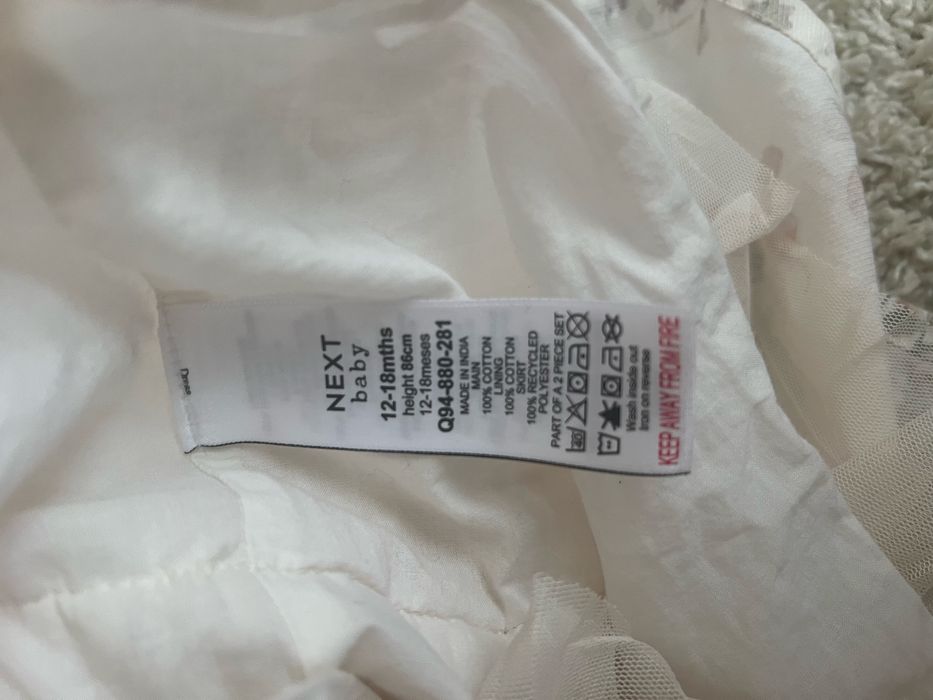 NEXT
baby
12-18mths
height 86cm
12-18meses
Q94-880-281
MADE IN INDIA
MAIN
100% COTTON
LINING
100% COTTON
SKIRT
100% RECYCLED
POLYESTER
PART OF A 2 PIECE SET
40
Wash inside out
Iron on reverse
KEEP AWAY FROM FIRE